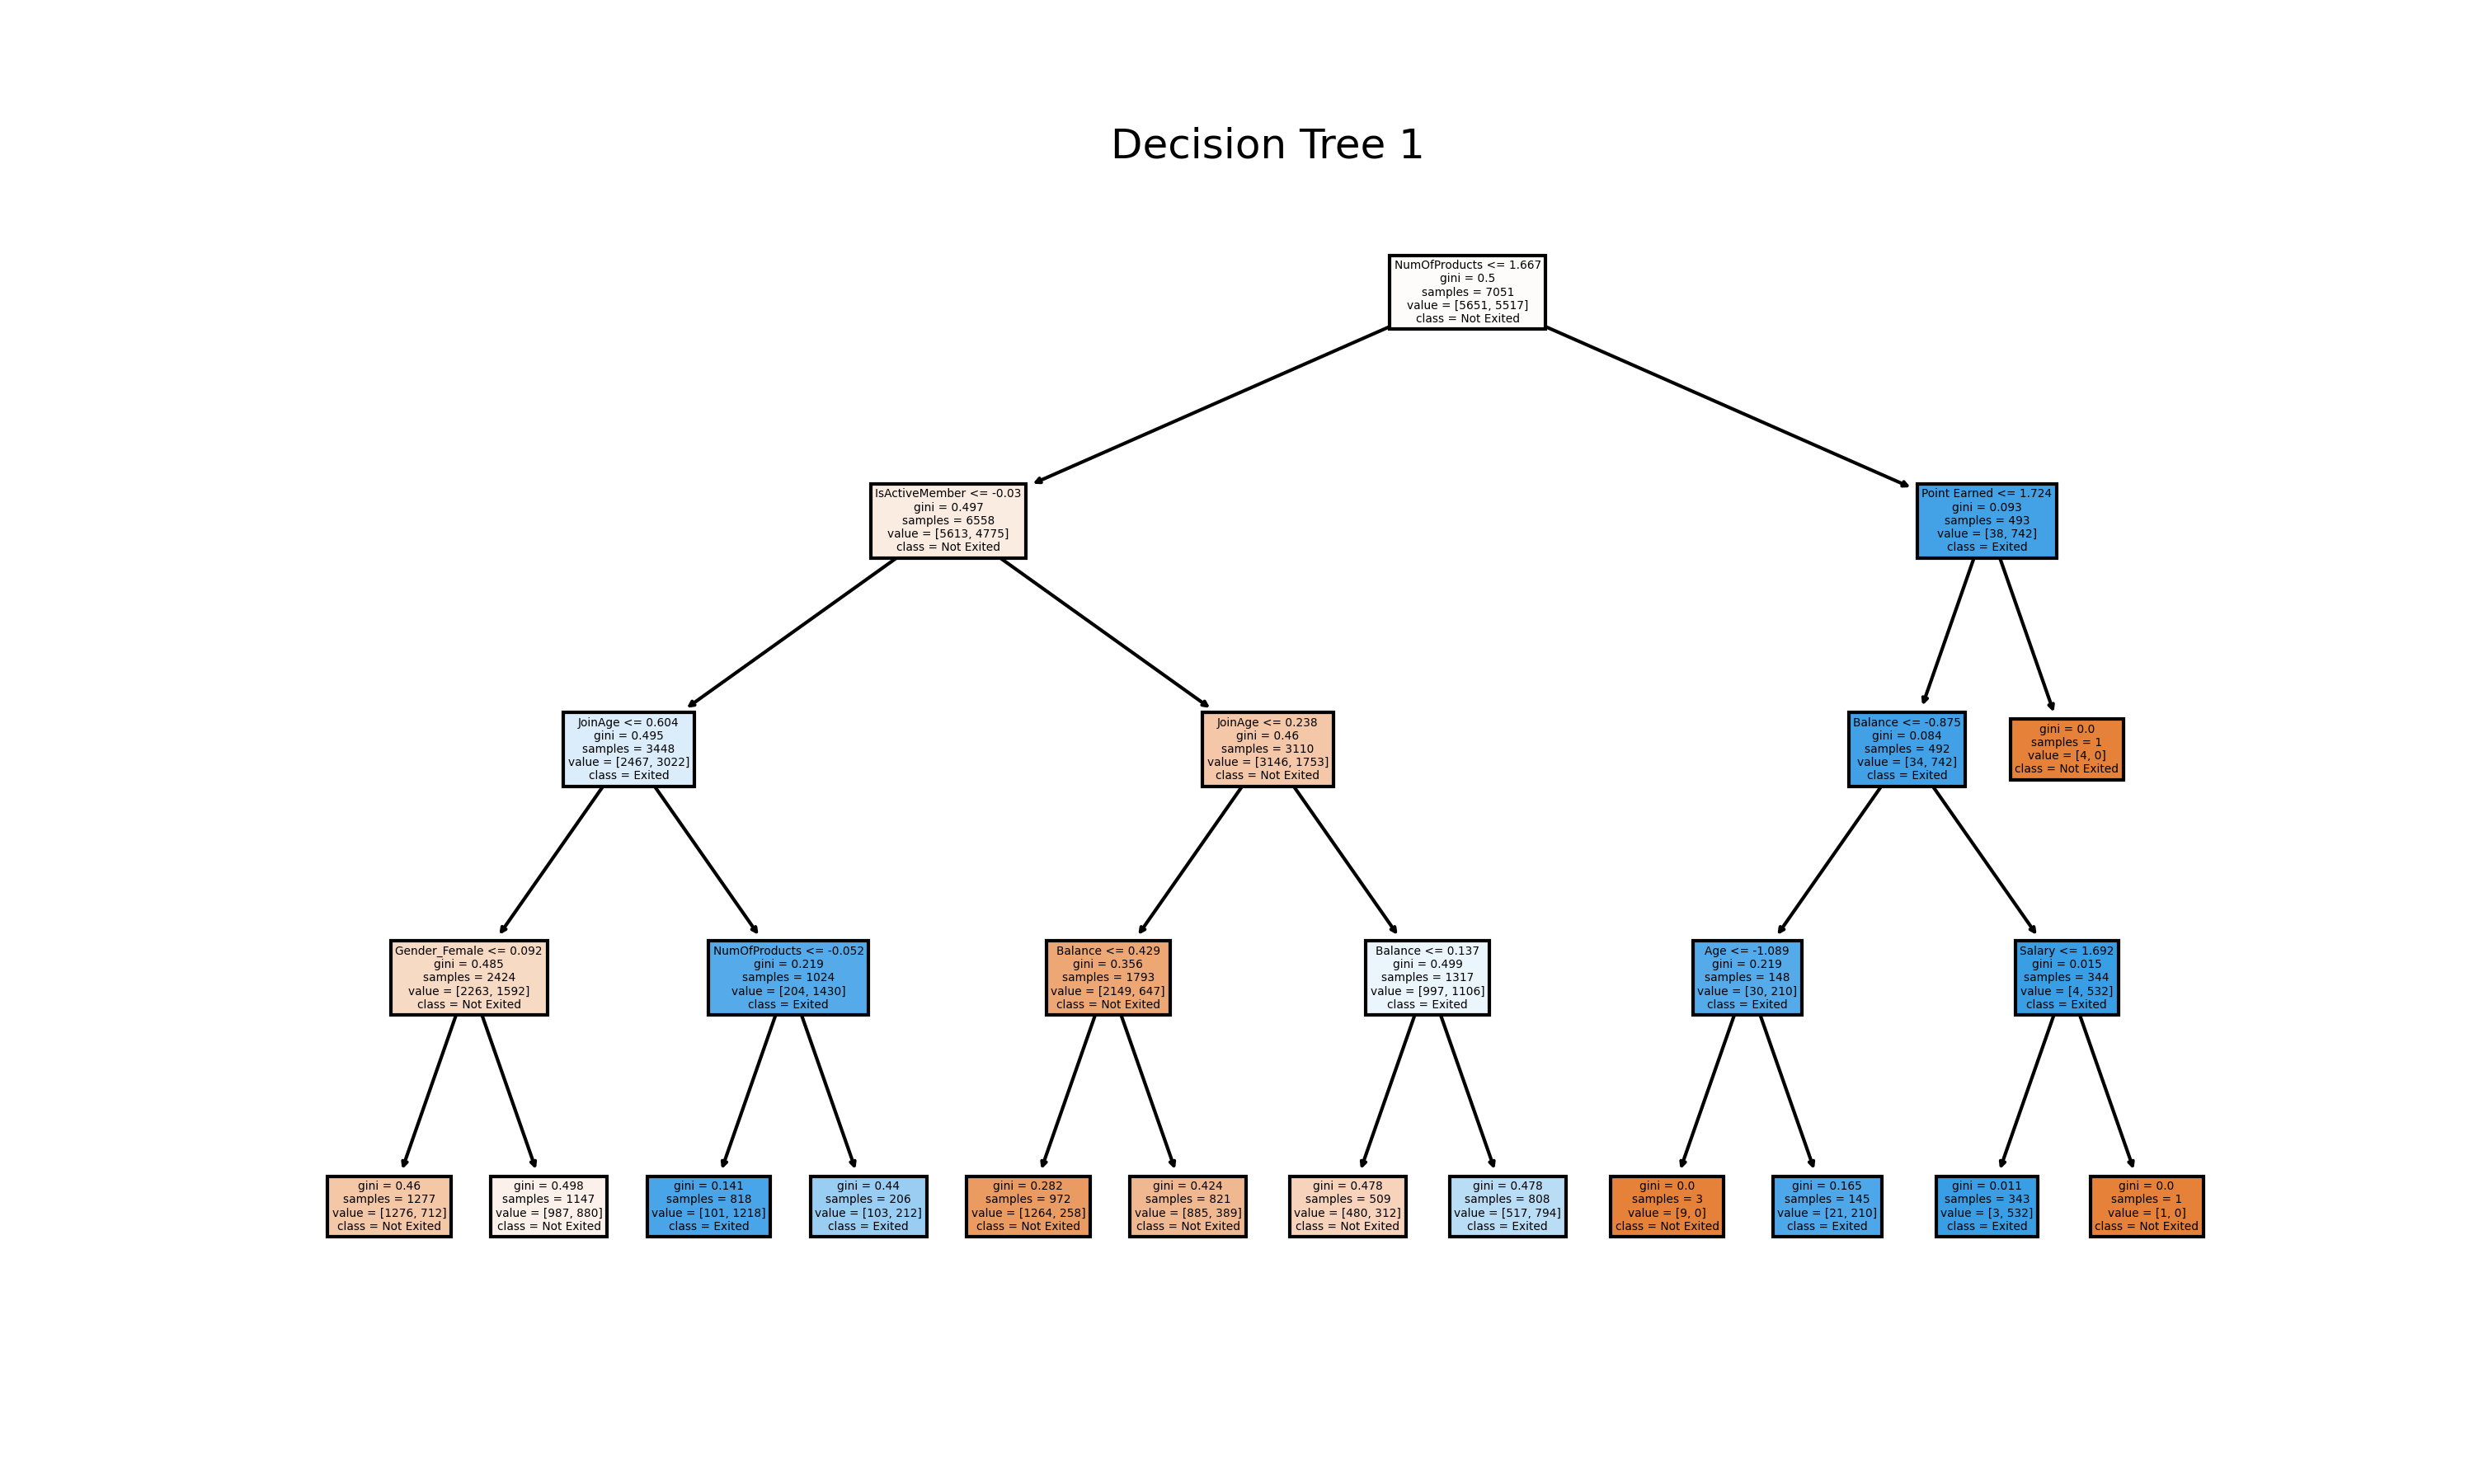 Decision Tree 1
NumOfProducts <= 1.667
gini = 0.5
samples = 7051
value = [5651, 5517]
class = Not Exited
IsActiveMember <= -0.03
gini = 0.497
samples = 6558
value = [5613, 4775]
class = Not Exited
Point Earned <= 1.724
gini = 0.093
samples = 493
value = [38, 742]
class = Exited
JoinAge <= 0.604
gini = 0.495
samples = 3448
value = [2467, 3022]
class = Exited
JoinAge <= 0.238
gini = 0.46
samples = 3110
value = [3146, 1753]
class = Not Exited
Balance <= -0.875
gini = 0.084
samples = 492
value = [34, 742]
class = Exited
gini = 0.0
samples = 1
value = [4, 0]
class = Not Exited
Gender_Female <= 0.092
gini = 0.485
samples = 2424
value = [2263, 1592]
class = Not Exited
NumOfProducts <= -0.052
gini = 0.219
samples = 1024
value = [204, 1430]
class = Exited
Balance <= 0.429
gini = 0.356
samples = 1793
value = [2149, 647]
class = Not Exited
Balance <= 0.137
gini = 0.499
samples = 1317
value = [997, 1106]
class = Exited
Age <= -1.089
gini = 0.219
samples = 148
value = [30, 210]
class = Exited
Salary <= 1.692
gini = 0.015
samples = 344
value = [4, 532]
class = Exited
gini = 0.46
samples = 1277
value = [1276, 712]
class = Not Exited
gini = 0.498
samples = 1147
value = [987, 880]
class = Not Exited
gini = 0.141
samples = 818
value = [101, 1218]
class = Exited
gini = 0.44
samples = 206
value = [103, 212]
class = Exited
gini = 0.282
samples = 972
value = [1264, 258]
class = Not Exited
gini = 0.424
samples = 821
value = [885, 389]
class = Not Exited
gini = 0.478
samples = 509
value = [480, 312]
class = Not Exited
gini = 0.478
samples = 808
value = [517, 794]
class = Exited
gini = 0.0
samples = 3
value = [9, 0]
class = Not Exited
gini = 0.165
samples = 145
value = [21, 210]
class = Exited
gini = 0.011
samples = 343
value = [3, 532]
class = Exited
gini = 0.0
samples = 1
value = [1, 0]
class = Not Exited